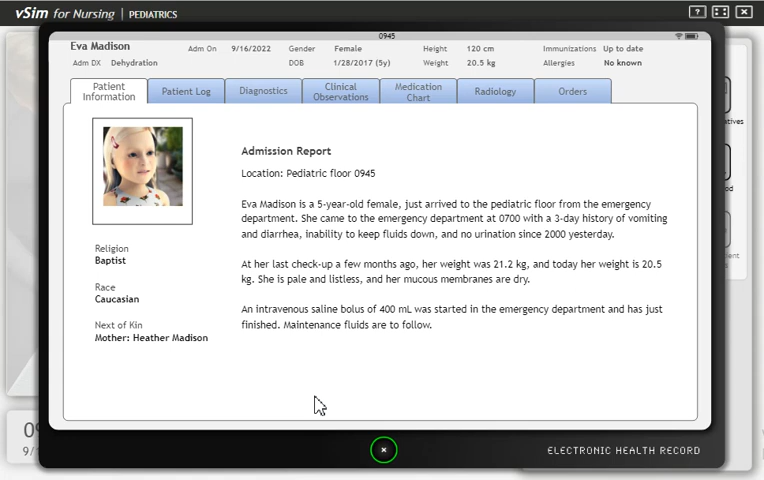 vSim for Nursing | PEDIATRICS
?
0945
Eva Madison Adm On 9/16/2022 Gender Female Height 120 cm Immunizations Up to date
Adm DX Dehydration DOB 1/28/2017 (5y) Weight 20.5 kg Allergies No known
Patient Information Patient Log Diagnostics Clinical Observations Medication Chart Radiology Orders
Admission Report
Location: Pediatric floor 0945
Eva Madison is a 5-year-old female, just arrived to the pediatric floor from the emergency
department. She came to the emergency department at 0700 with a 3-day history of vomiting
and diarrhea, inability to keep fluids down, and no urination since 2000 yesterday.
At her last check-up a few months ago, her weight was 21.2 kg, and today her weight is 20.5
kg. She is pale and listless, and her mucous membranes are dry.
An intravenous saline bolus of 400 mL was started in the emergency department and has just
finished. Maintenance fluids are to follow.
Religion
Baptist
Race
Caucasian
Next of Kin
Mother: Heather Madison
ELECTRONIC HEALTH RECORD